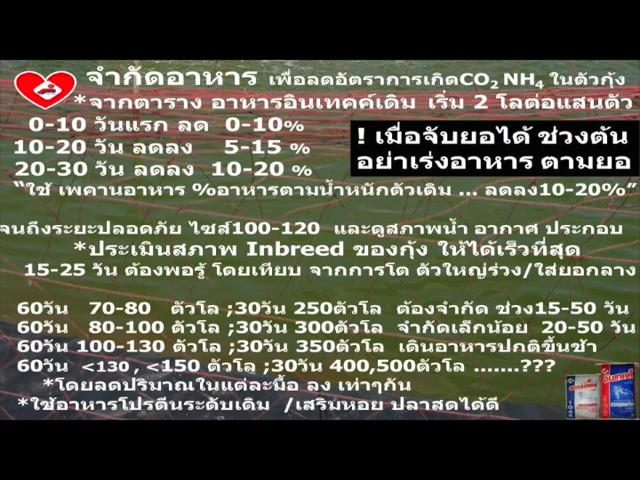 จำกัดอาหาร เพื่อลดอัตราการเกิดCO2 NH4 ในตัวกุ้ง
*จากตาราง อาหารอินเทคค์เดิม เริ่ม 2 โลต่อแสนตัว
0-10 วันแรก ลด 0-10%
10-20 วัน ลดลง 5-15 %
20-30 วัน ลดลง 10-20 %
! เมื่อจับยอได้ ช่วงต้น
อย่าเร่งอาหาร ตามยอ
“ใช้ เพคานอาหาร %อาหารตามน้ำหนักตัวเดิม ... ลดลง10-20%”
จนถึงระยะปลอดภัย ไซส์100-120 และดูสภาพน้ำ อากาศ ประกอบ
*ประเมินสภาพ Inbreed ของกุ้ง ให้ได้เร็วที่สุด
15-25 วัน ต้องพอรู้ โดยเทียบ จากการโต ตัวใหญ่ร่วง/ใส่ยอกลาง
60วัน 70-80 ตัวโล ;30วัน 250ตัวโล ต้องจำกัด ช่วง15-50 วัน
60วัน 80-100 ตัวโล ;30วัน 300ตัวโล จำกัดเล็กน้อย 20-50 วัน
60วัน 100-130 ตัวโล ;30วัน 350ตัวโล เดินอาหารปกติขึ้นช้า
60วัน <130 , <150 ตัวโล ;30วัน 400,500ตัวโล .......???
*โดยลดปริมาณในแต่ละมื้อ ลง เท่าๆกัน
*ใช้อาหารโปรตีนระดับเดิม /เสริมหอย ปลาสดได้ดี